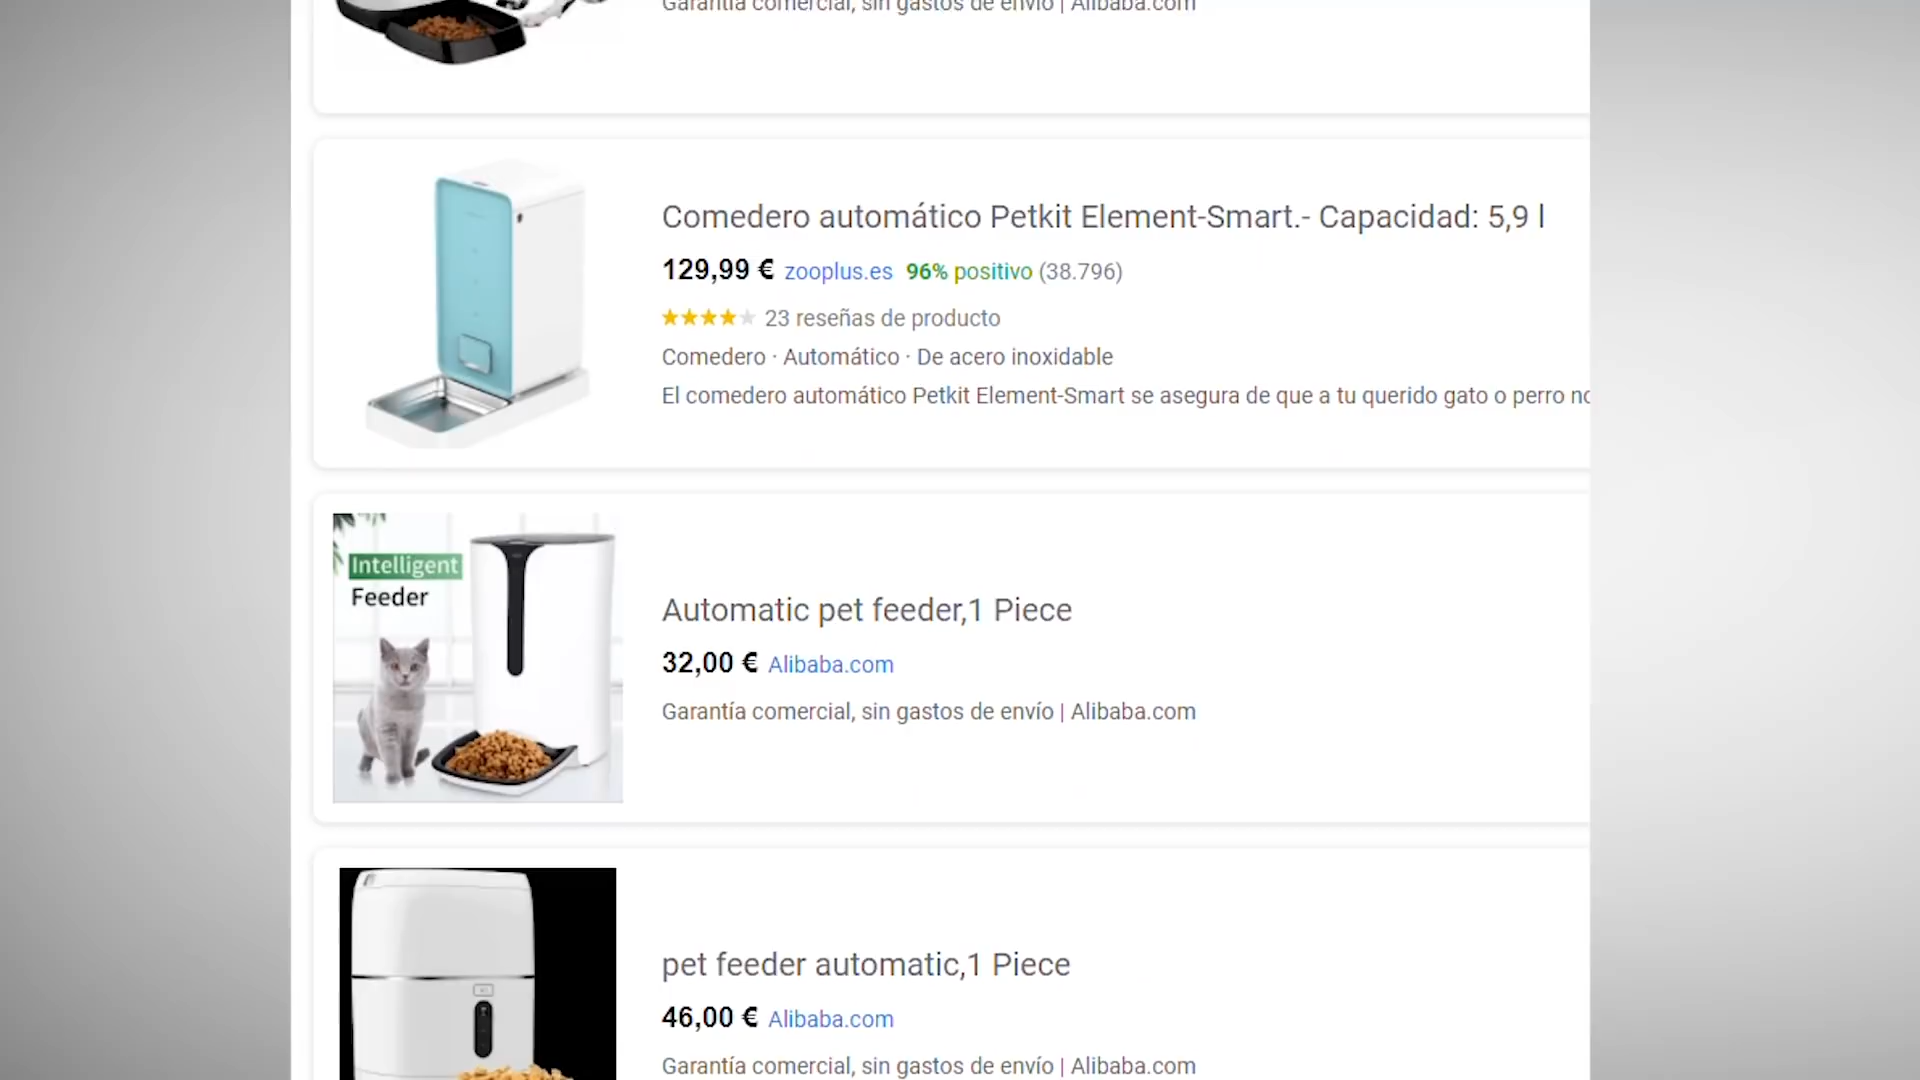 Garantía comercial, sin gastos de envío | Alibaba.com
Comedero automático Petkit Element-Smart.- Capacidad: 5,9 l
129,99 € zooplus.es 96% positivo (38.796)
23 reseñas de producto
Comedero · Automático · De acero inoxidable
El comedero automático Petkit Element-Smart se asegura de que a tu querido gato o perro no
Intelligent
Feeder
Automatic pet feeder,1 Piece
32,00 € Alibaba.com
Garantía comercial, sin gastos de envío | Alibaba.com
pet feeder automatic,1 Piece
46,00 € Alibaba.com
Garantía comercial, sin gastos de envío | Alibaba.com